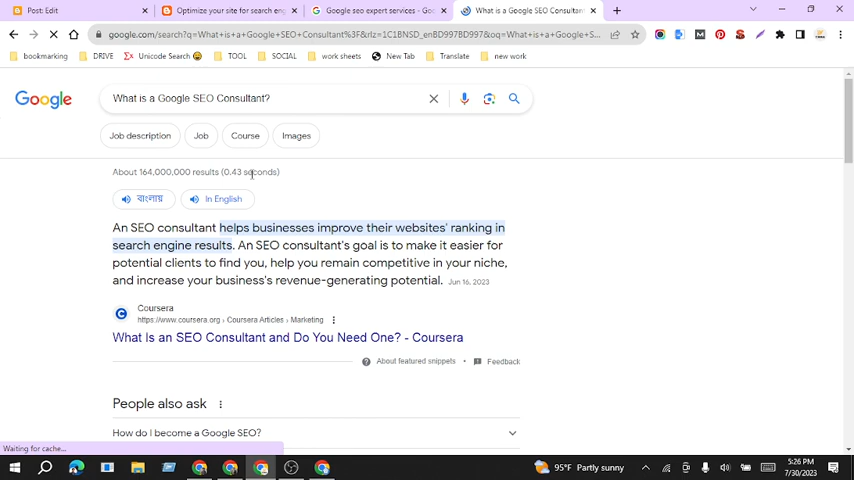 Post: Edit
Optimize your site for search eng
Google seo expert services - Goo
What is a Google SEO Consultant
google.com/search?q=What+is+a+Google+SEO+Consultant%3F&rlz=1C1BNSD_enBD997BD997&oq=What+is+a+Google+S...
bookmarking
DRIVE
Unicode Search
TOOL
SOCIAL
work sheets
New Tab
Translate
new work
Google
What is a Google SEO Consultant?
Job description
Job
Course
Images
About 164,000,000 results (0.43 seconds)
বাংলায়
In English
An SEO consultant helps businesses improve their websites' ranking in
search engine results. An SEO consultant's goal is to make it easier for
potential clients to find you, help you remain competitive in your niche,
and increase your business's revenue-generating potential. Jun 16, 2023
Coursera
https://www.coursera.org › Coursera Articles › Marketing
What Is an SEO Consultant and Do You Need One? - Coursera
About featured snippets • Feedback
People also ask
How do I become a Google SEO?
Waiting for cache...
95°F Partly sunny
5:26 PM
7/30/2023